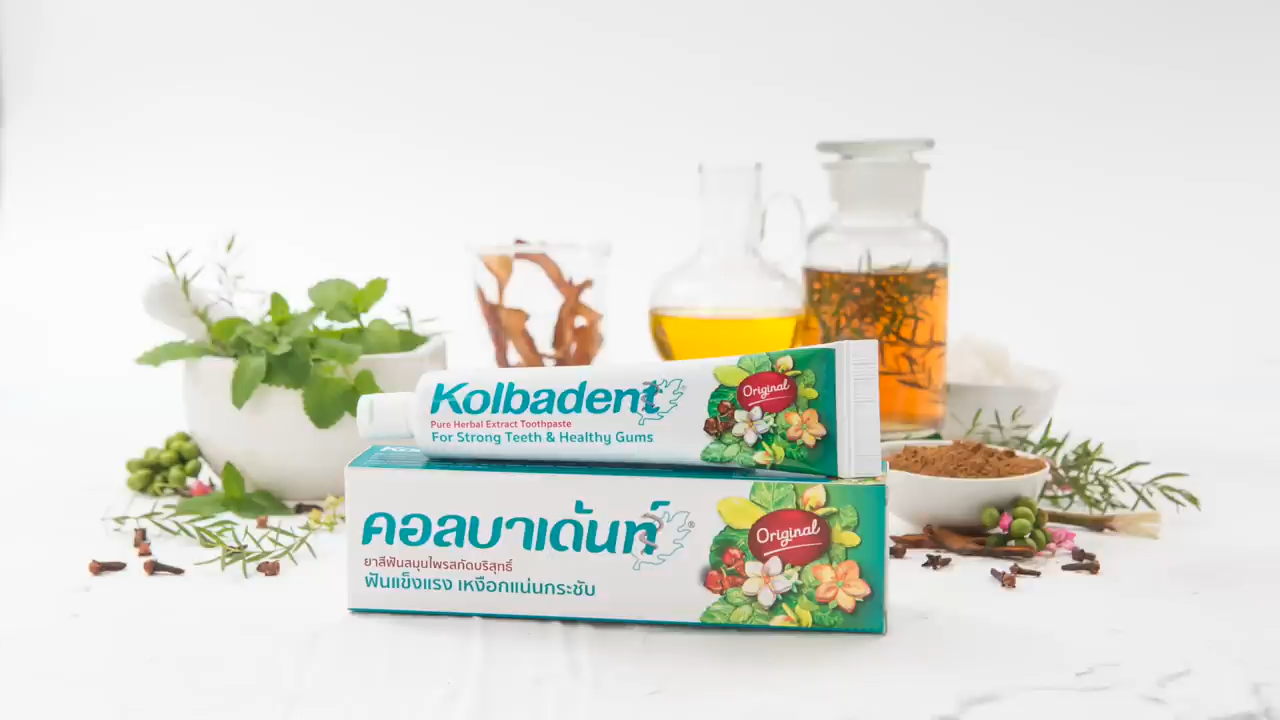 Kolbadent
Pure Herbal Extract Toothpaste
For Strong Teeth & Healthy Gums
Original
คอลบาเด้นท์
®
ยาสีฟันสมุนไพรสกัดบริสุทธิ์
ฟันแข็งแรง เหงือกแน่นกระชับ
Original